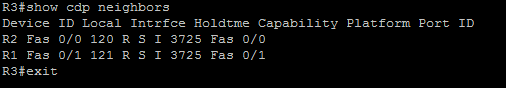 R3#show cdp neighbors
Device ID Local Intrfce Holdtme Capability Platform Port ID
R2 Fas 0/0 120 R S I 3725 Fas 0/0
R1 Fas 0/1 121 R S I 3725 Fas 0/1
R3#exit